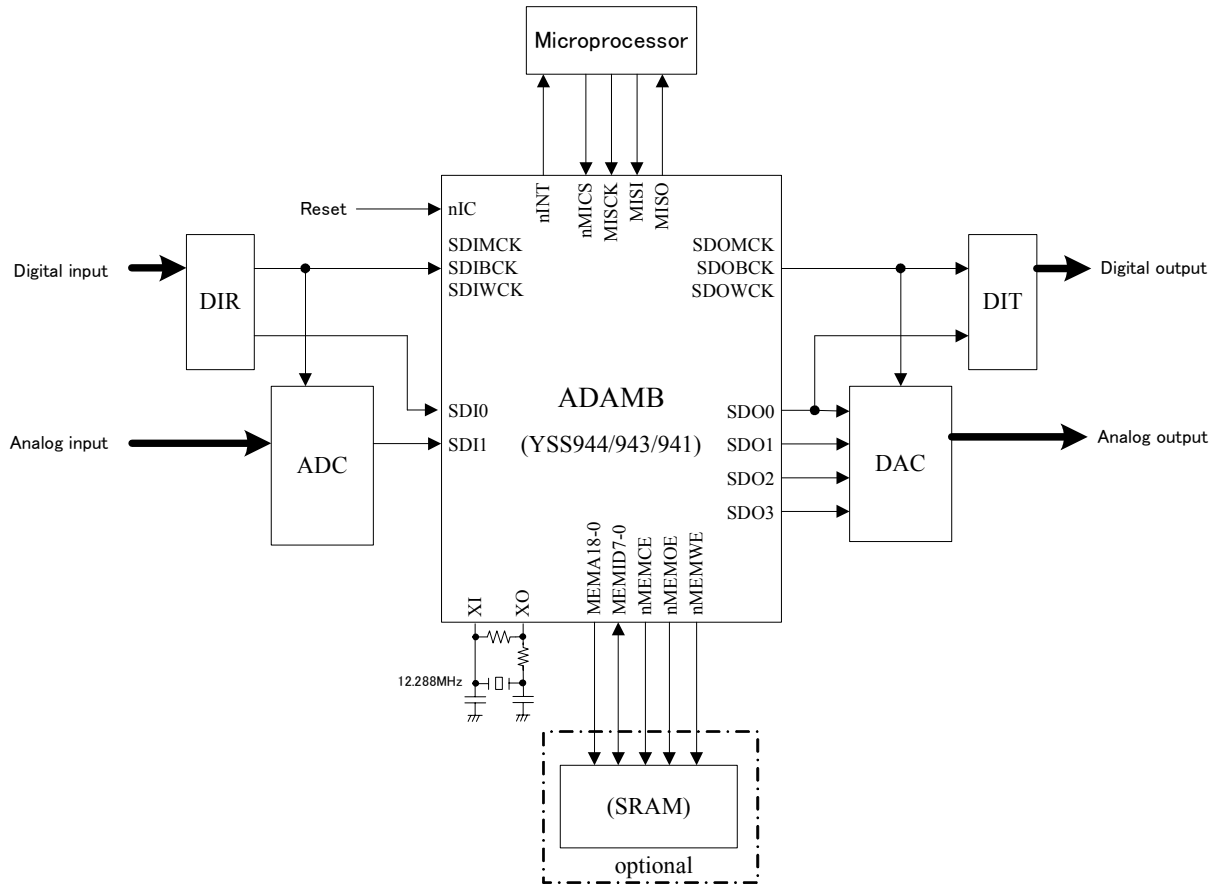 Microprocessor
nINT
nMICS
MISCK
MISI
MISO
Reset
nIC
SDIMCK
SDIBCK
SDIWCK
SDOMCK
SDOBCK
SDOWCK
Digital input
DIR
DIT
Digital output
SDI0
SDI1
ADAMB
(YSS944/943/941)
SDO0
SDO1
SDO2
SDO3
Analog input
ADC
DAC
Analog output
XI
XO
MEMA18-0
MEMID7-0
nMEMCE
nMEMOE
nMEMWE
12.288MHz
(SRAM)
optional